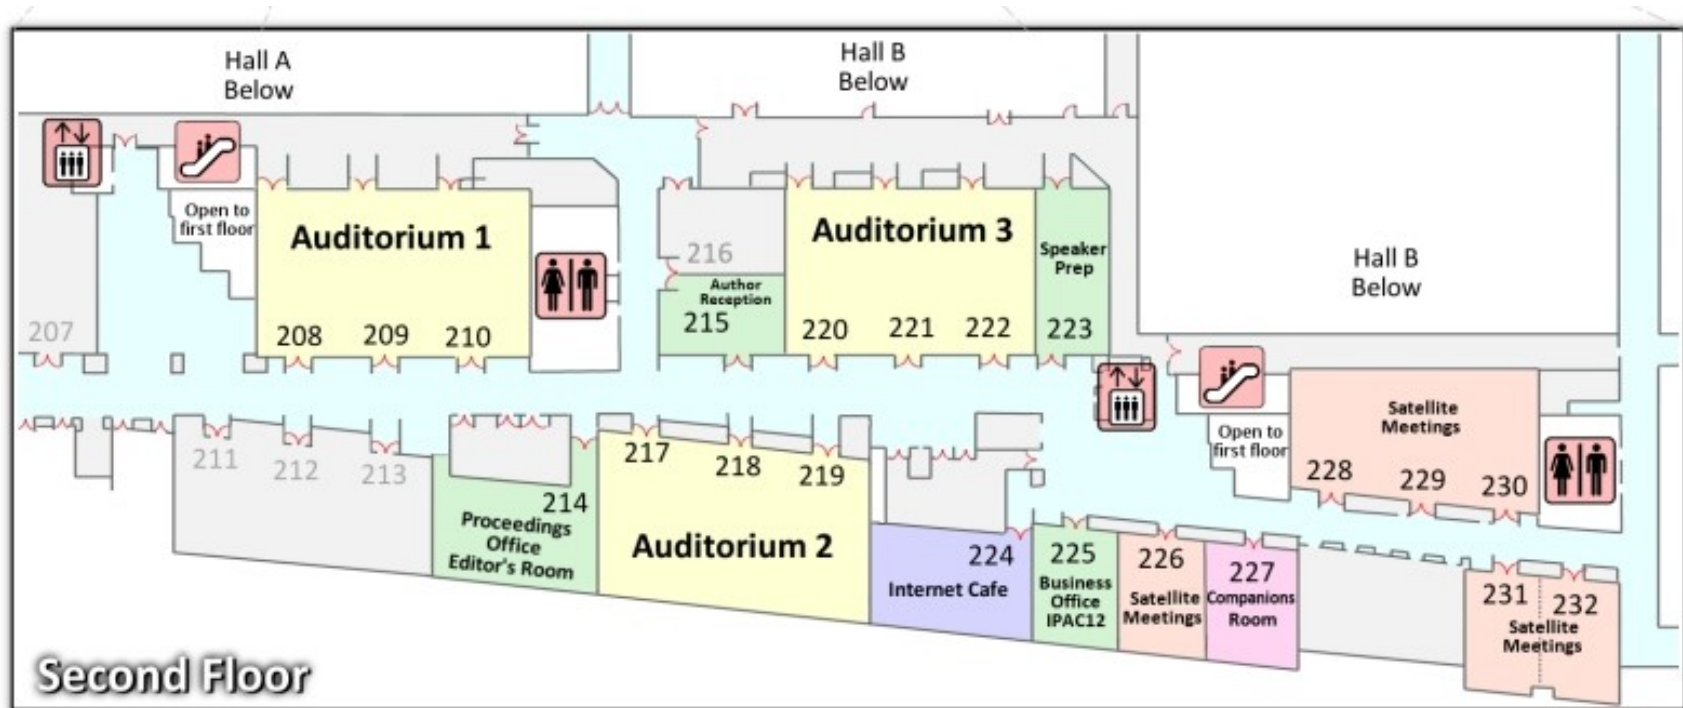 Hall A
Below
Hall B
Below
Open to
first floor
Auditorium 1
208
209
210
207
216
Author
Reception
215
Auditorium 3
220
221
222
Speaker
Prep
223
Hall B
Below
211
212
213
214
Proceedings
Office
Editor's Room
217
218
219
Auditorium 2
224
Internet Cafe
225
Business
Office
IPAC12
226
Satellite
Meetings
227
Companions
Room
Open to
first floor
Satellite
Meetings
228
229
230
231
232
Satellite
Meetings
Second Floor